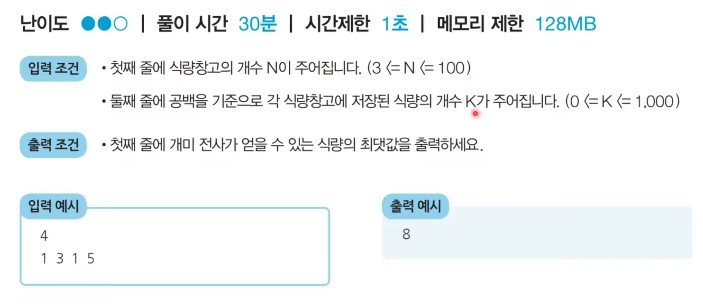 난이도 ●●○ | 풀이 시간 30분 | 시간제한 1초 | 메모리 제한 128MB
입력 조건 • 첫째 줄에 식량창고의 개수 N이 주어집니다. (3 <= N <= 100)
• 둘째 줄에 공백을 기준으로 각 식량창고에 저장된 식량의 개수 K가 주어집니다. (0 <= K <= 1,000)
출력 조건 • 첫째 줄에 개미 전사가 얻을 수 있는 식량의 최댓값을 출력하세요.
입력 예시
4
1 3 1 5
출력 예시
8